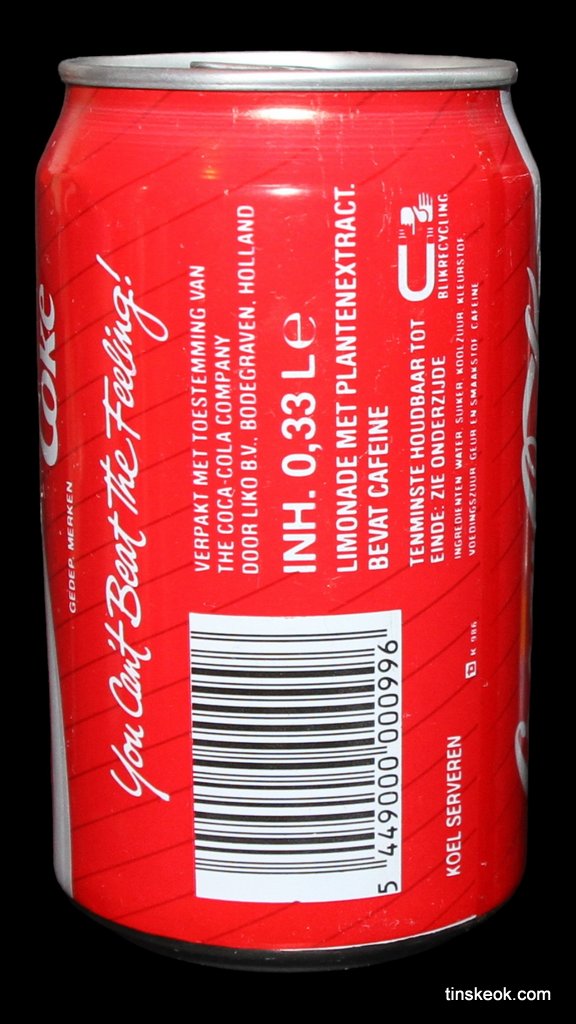 Coke
GEDEP. MERKEN
You Can't Beat the Feeling!
VERPAKT MET TOESTEMMING VAN
THE COCA-COLA COMPANY
DOOR LIKO B.V., BODEGRAVEN, HOLLAND
INH. 0,33 L e
LIMONADE MET PLANTENEXTRACT.
BEVAT CAFEINE
TENMINSTE HOUDBAAR TOT
EINDE: ZIE ONDERZIJDE
BLIKRECYCLING
INGREDIENTEN WATER, SUIKER, KOOLZUUR, KLEURSTOF
VOEDINGSZUUR, GEUR EN SMAAKSTOF, CAFEINE
5 449000 000996
KOEL SERVEREN
tinskeok.com